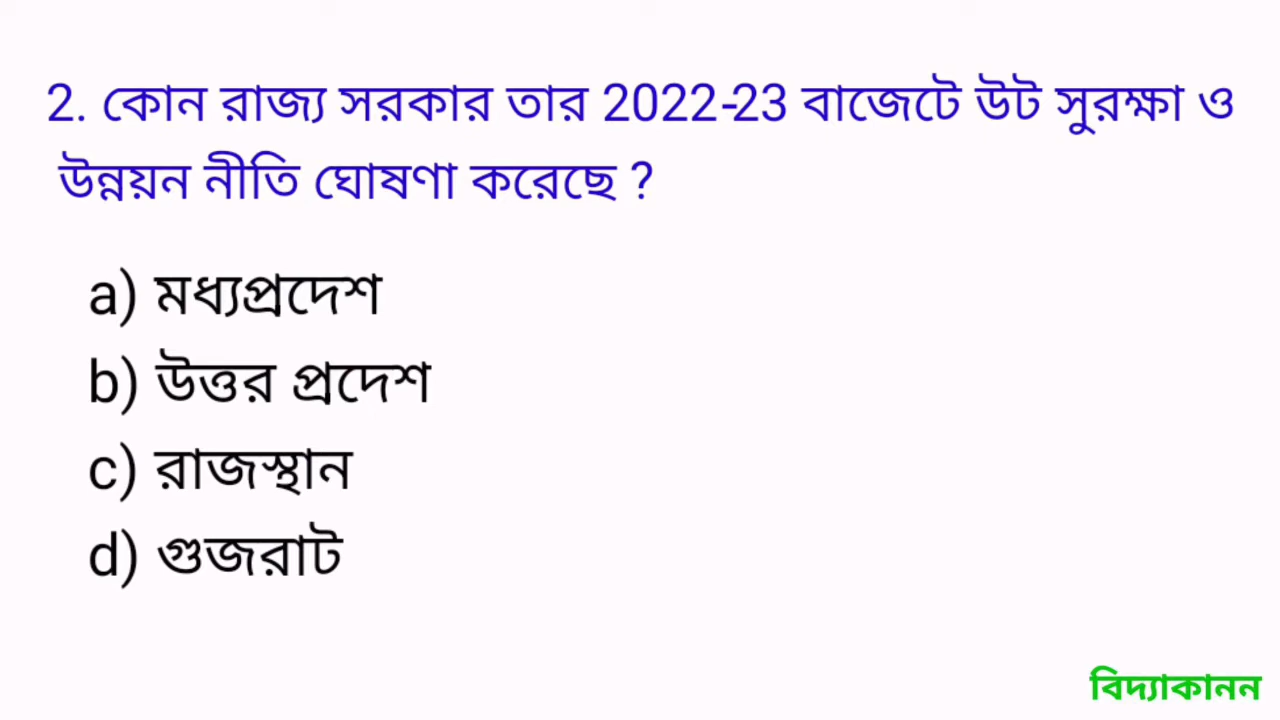 2. কোন রাজ্য সরকার তার 2022-23 বাজেটে উট সুরক্ষা ও
উন্নয়ন নীতি ঘোষণা করেছে ?
a) মধ্যপ্রদেশ
b) উত্তর প্রদেশ
c) রাজস্থান
d) গুজরাট
বিদ্যাকানন